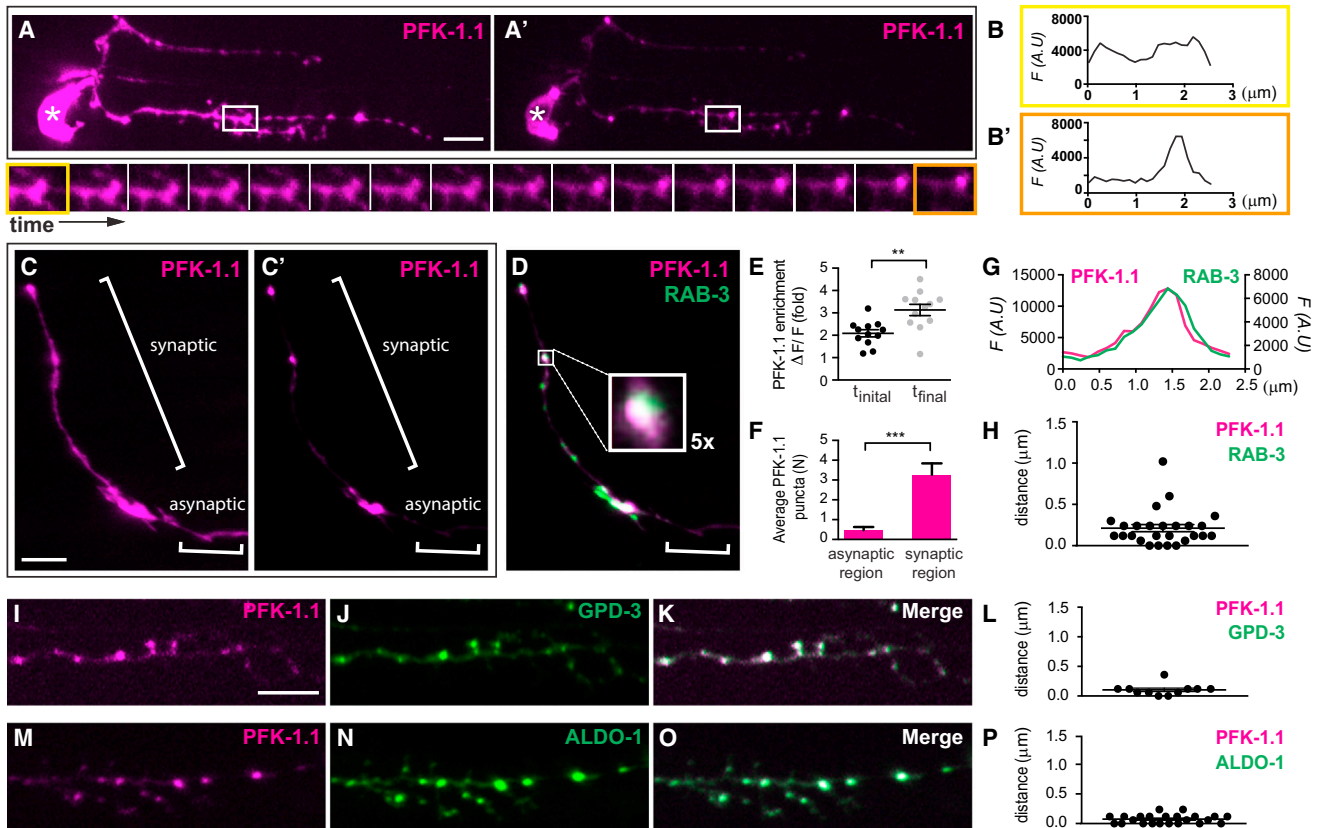 A PFK-1.1
*
A' PFK-1.1
*
B
F (A.U)
8000
4000
0
0 1 2 3 (μm)
B'
F (A.U)
8000
4000
0
0 1 2 3 (μm)
time
C PFK-1.1
synaptic
asynaptic
C' PFK-1.1
synaptic
asynaptic
D PFK-1.1
RAB-3
5x
E
PFK-1.1 enrichment
Δ F/ F (fold)
5
4
3
2
1
0
**
tinital tfinal
F
Average PFK-1.1
puncta (N)
5
4
3
2
1
0
***
asynaptic region
synaptic region
G
PFK-1.1 RAB-3
F (A.U)
15000
10000
5000
0
8000
6000
4000
2000
0
F (A.U)
0.0 0.5 1.0 1.5 2.0 2.5
(μm)
H
PFK-1.1
RAB-3
distance (μm)
1.5
1.0
0.5
0.0
I PFK-1.1
J GPD-3
K Merge
L
PFK-1.1
GPD-3
distance (μm)
1.5
1.0
0.5
0.0
M PFK-1.1
N ALDO-1
O Merge
P
PFK-1.1
ALDO-1
distance (μm)
1.5
1.0
0.5
0.0